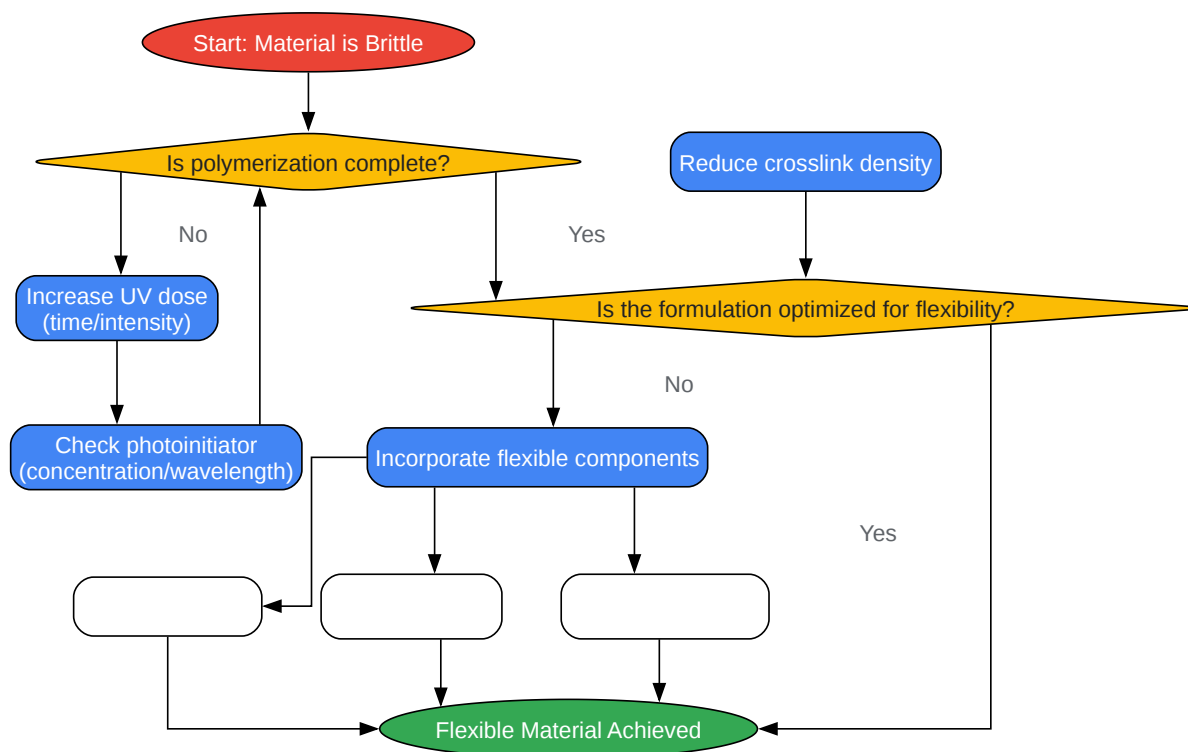 Start: Material is Brittle
Is polymerization complete?
Reduce crosslink density
No
Yes
Increase UV dose
(time/intensity)
Is the formulation optimized for flexibility?
No
Check photoinitiator
(concentration/wavelength)
Incorporate flexible components
Yes
Flexible Material Achieved